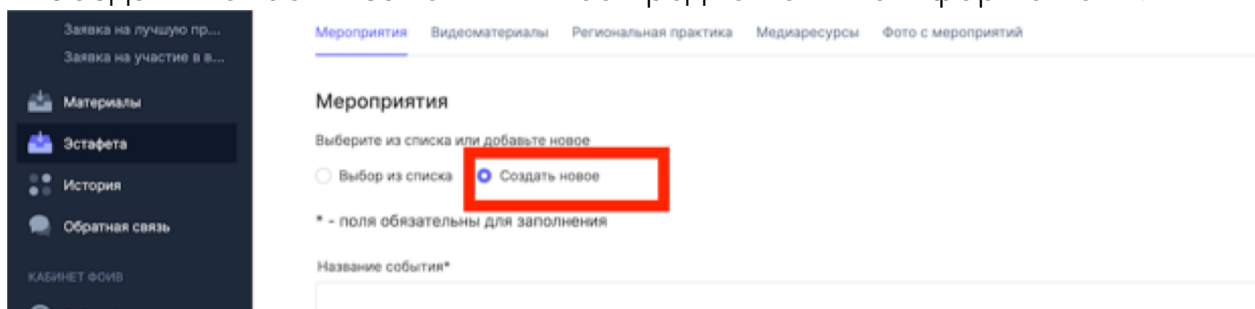 Заявка на лучшую пр...
Заявка на участие в в...
Материалы
Эстафета
История
Обратная связь
КАБИНЕТ ФОИВ
Мероприятия Видеоматериалы Региональная практика Медиаресурсы Фото с мероприятий
Мероприятия
Выберите из списка или добавьте новое
Выбор из списка Создать новое
* - поля обязательны для заполнения
Название события*